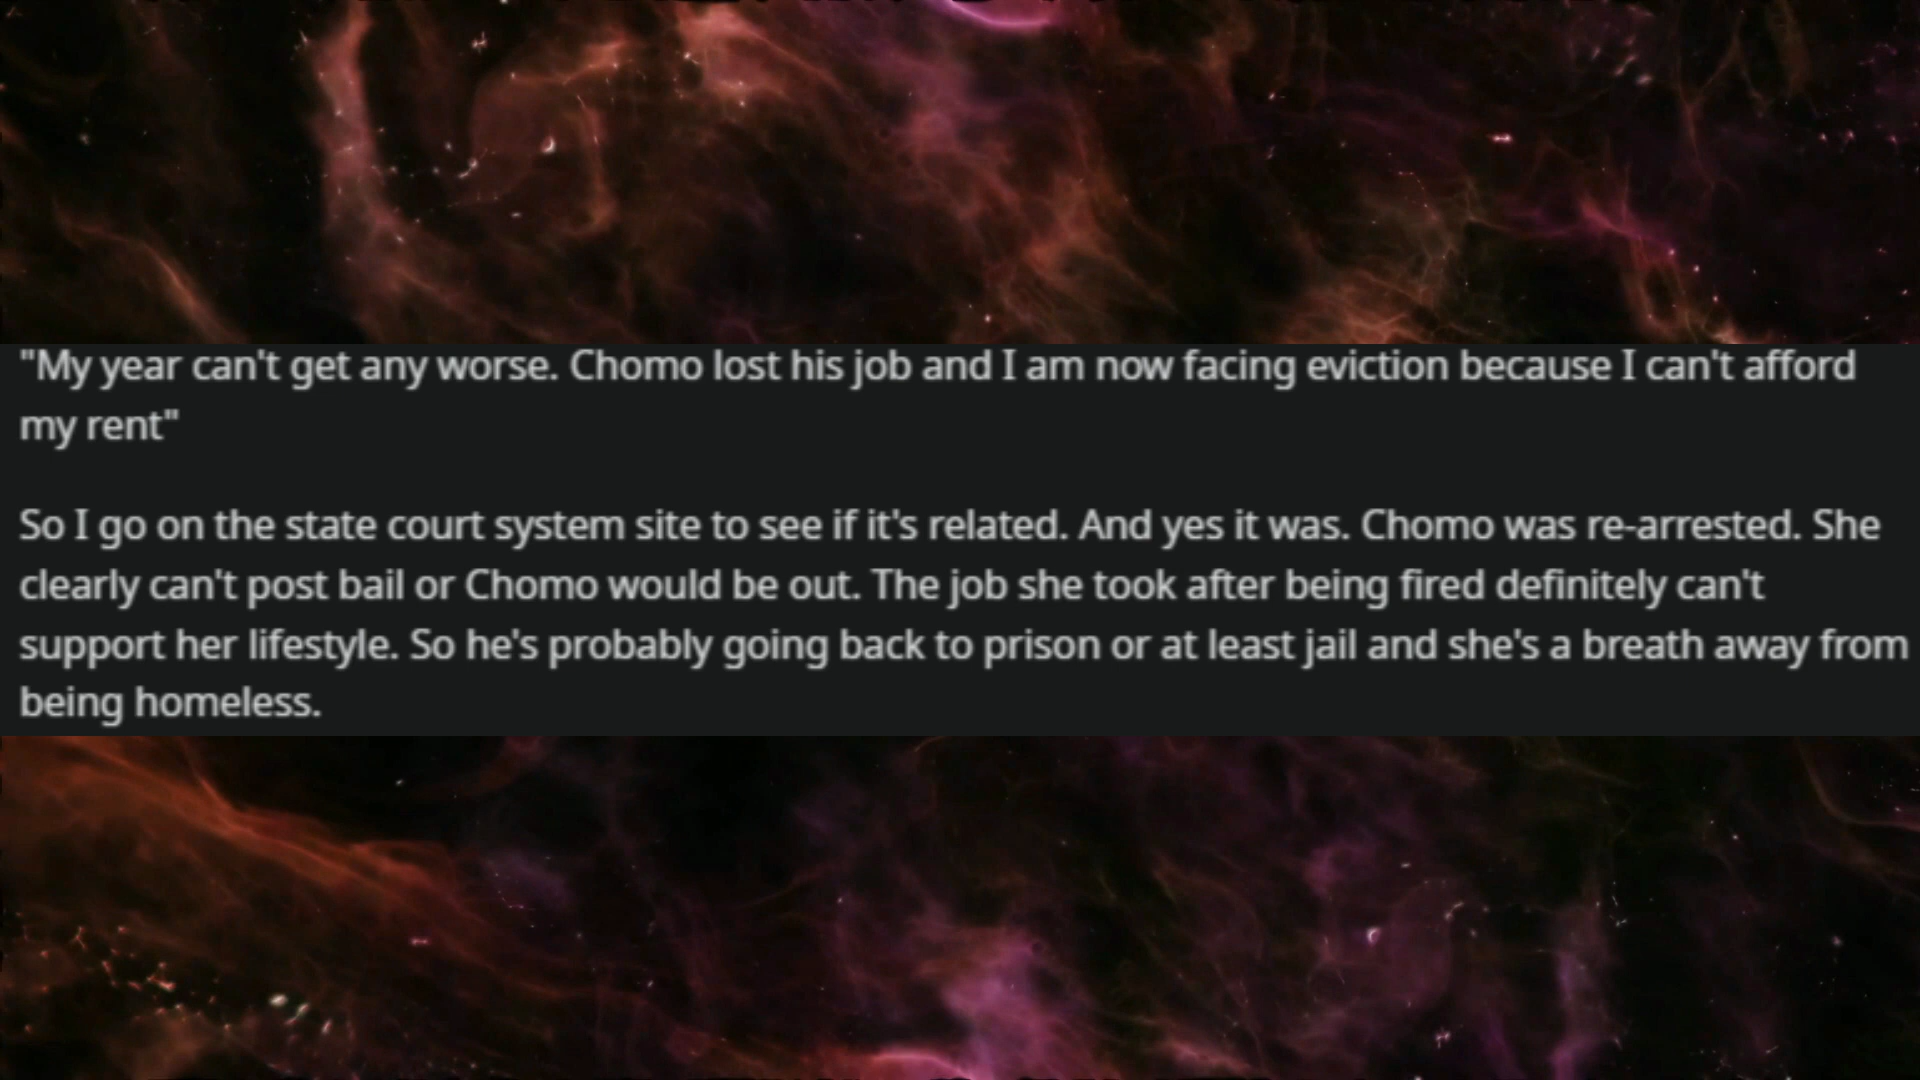 "My year can't get any worse. Chomo lost his job and I am now facing eviction because I can't afford
my rent"
So I go on the state court system site to see if it's related. And yes it was. Chomo was re-arrested. She
clearly can't post bail or Chomo would be out. The job she took after being fired definitely can't
support her lifestyle. So he's probably going back to prison or at least jail and she's a breath away from
being homeless.